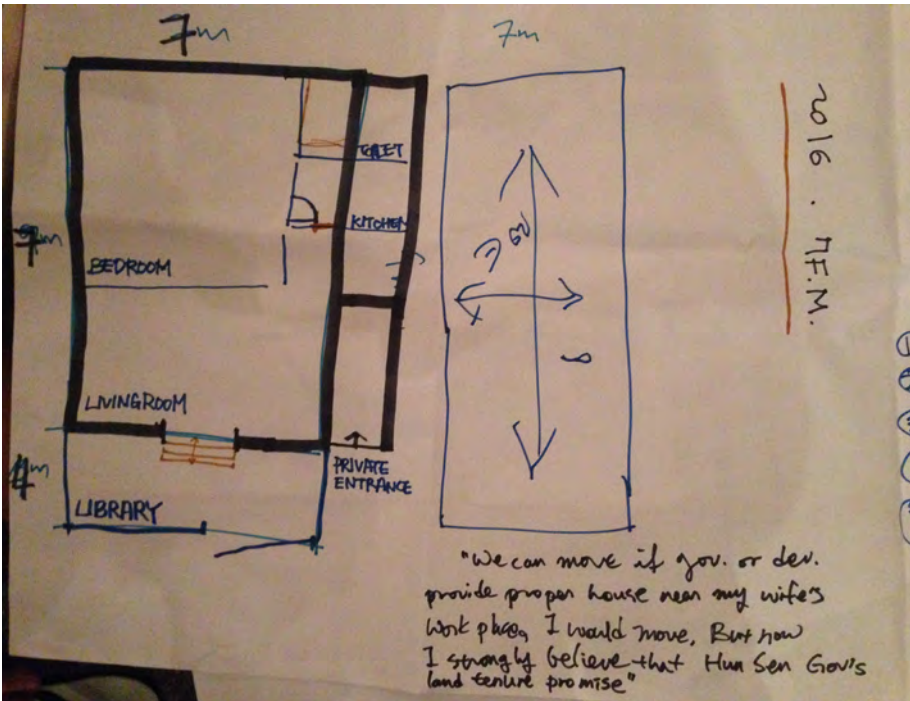 7m
7m
TOILET
KITCHEN
BEDROOM
LIVINGROOM
4m
PRIVATE
ENTRANCE
LIBRARY
2016 . M.F.M.
"We can move if gov. or dev.
provide proper house near my wife's
work place, I would move, But now
I strongly believe that Hun Sen Gov's
land tenure promise"